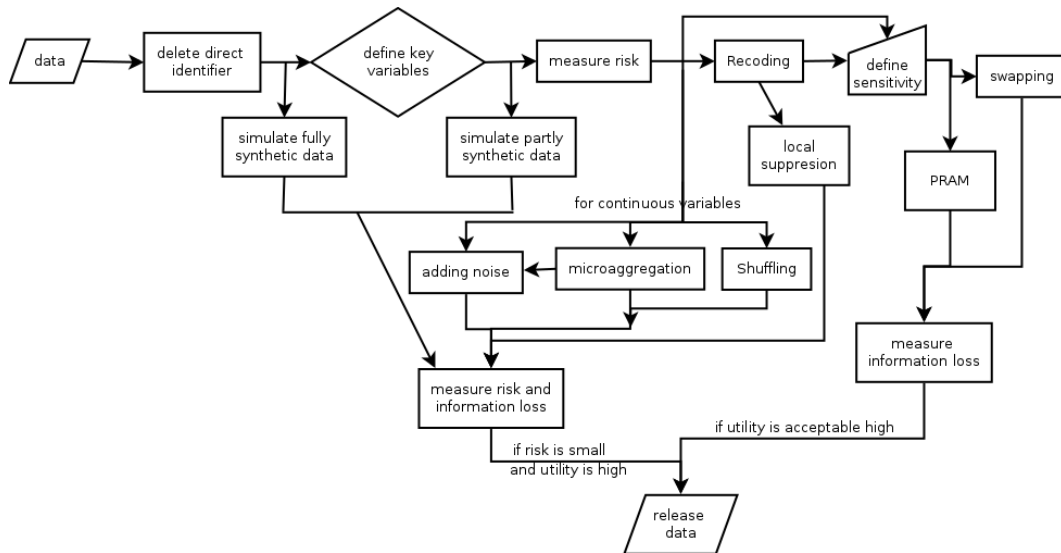 data
delete direct
identifier
define key
variables
measure risk
Recoding
define
sensitivity
swapping
simulate fully
synthetic data
simulate partly
synthetic data
local
suppresion
PRAM
for continuous variables
adding noise
microaggregation
Shuffling
measure
information loss
measure risk and
information loss
if risk is small
and utility is high
if utility is acceptable high
release
data